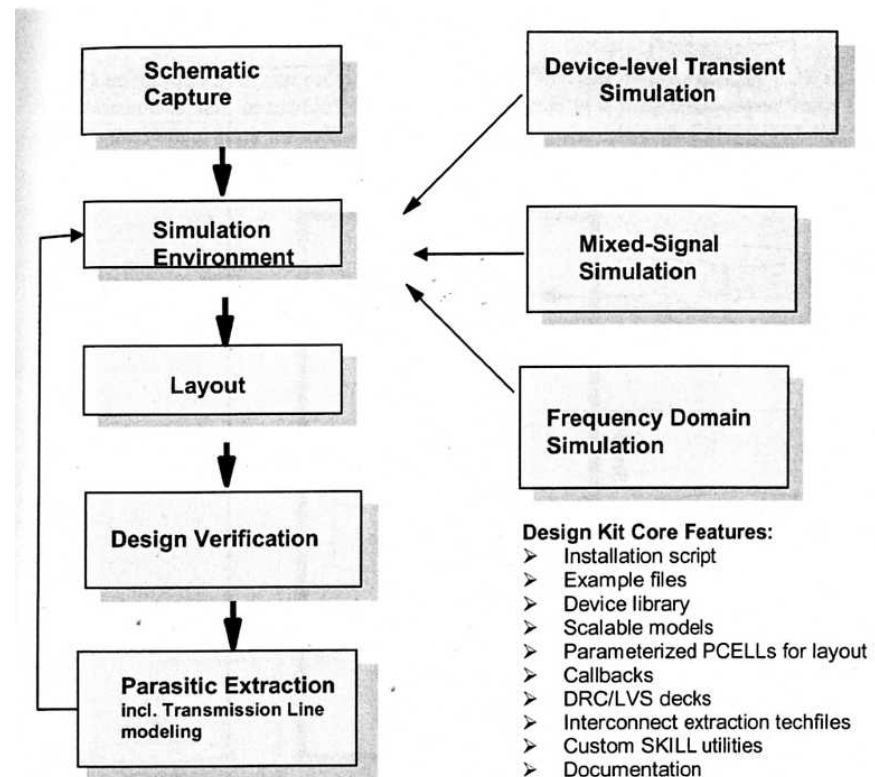 Schematic
Capture
Simulation
Environment
Layout
Design Verification
Parasitic Extraction
incl. Transmission Line
modeling
Device-level Transient
Simulation
Mixed-Signal
Simulation
Frequency Domain
Simulation
Design Kit Core Features:
➢ Installation script
➢ Example files
➢ Device library
➢ Scalable models
➢ Parameterized PCELLs for layout
➢ Callbacks
➢ DRC/LVS decks
➢ Interconnect extraction techfiles
➢ Custom SKILL utilities
➢ Documentation